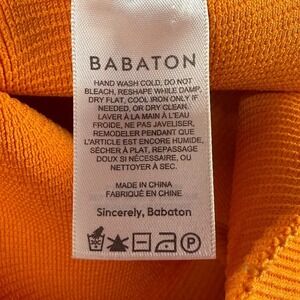 BABATON
HAND WASH COLD, DO NOT
BLEACH, RESHAPE WHILE DAMP,
DRY FLAT, COOL IRON ONLY IF
NEEDED, OR DRY CLEAN.
LAVER À LA MAIN À L'EAU
FROIDE, NE PAS JAVELISER,
REMODELER PENDANT QUE
L'ARTICLE EST ENCORE HUMIDE,
SÉCHER À PLAT, REPASSAGE
DOUX SI NÉCESSAIRE, OU
NETTOYER À SEC.
MADE IN CHINA
FABRIQUÉ EN CHINE
Sincerely, Babaton
P